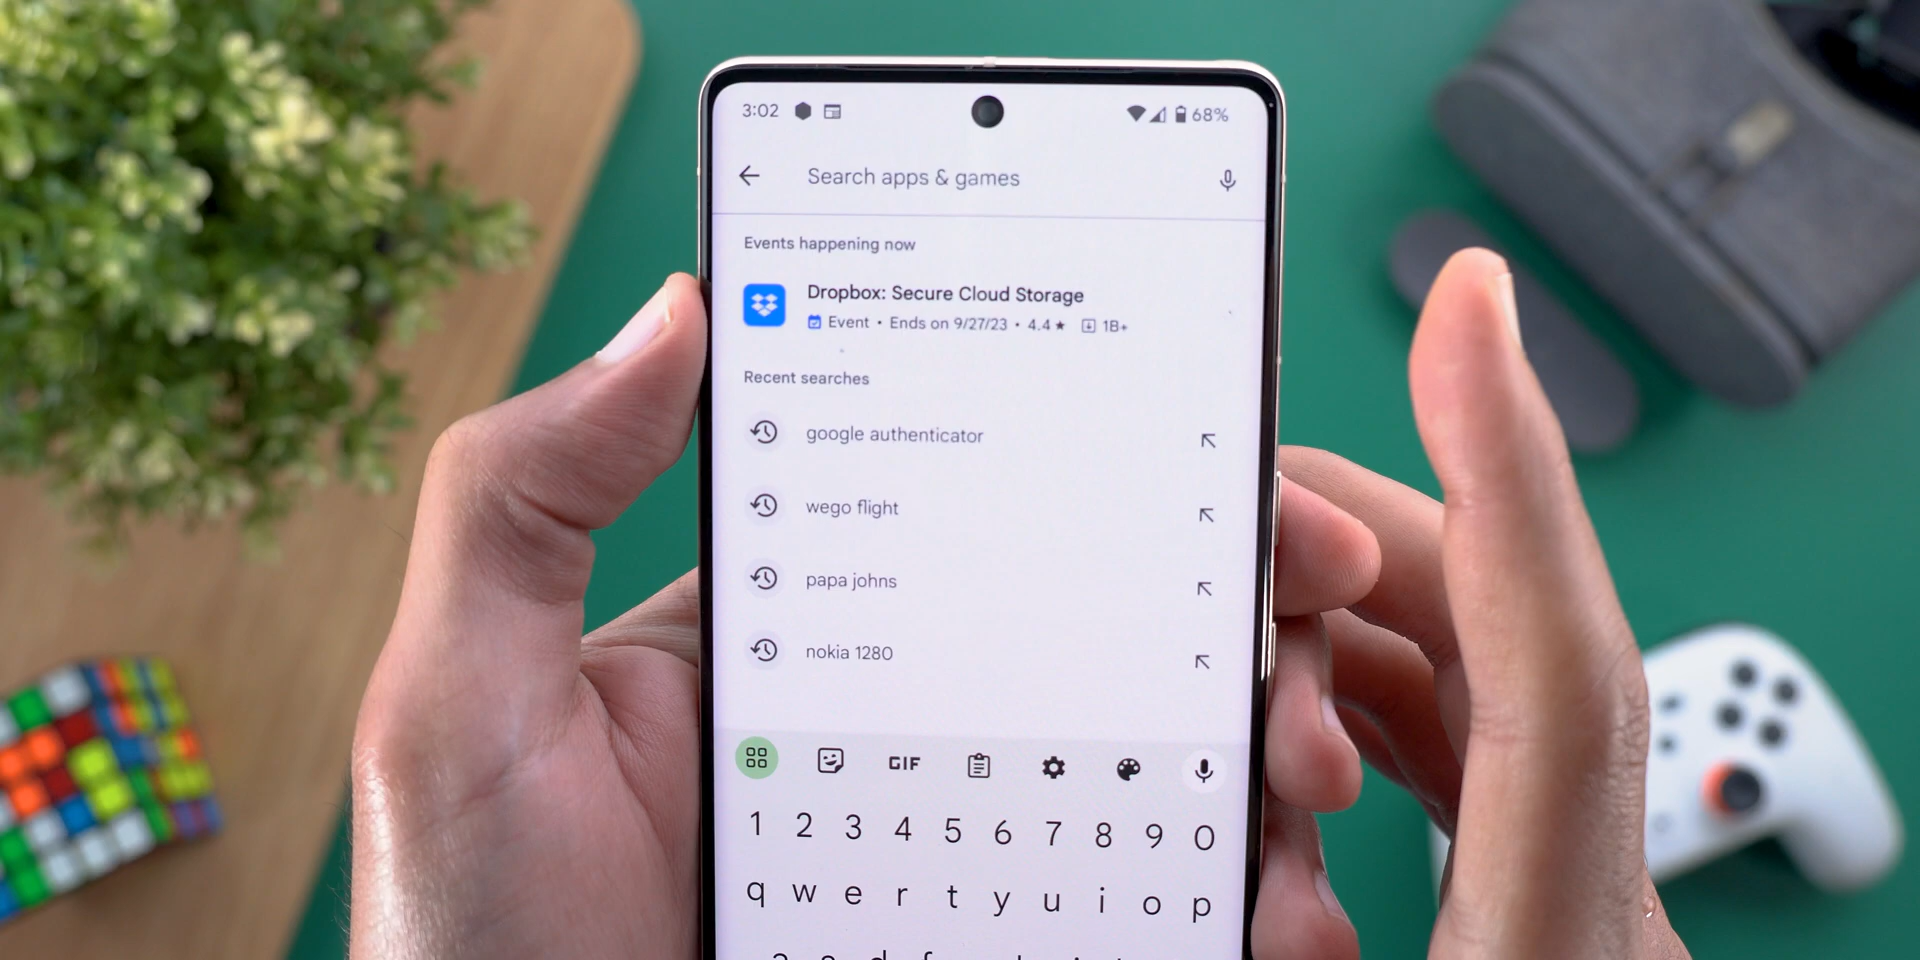 3:02 68%
Search apps & games
Events happening now
Dropbox: Secure Cloud Storage
Event • Ends on 9/27/23 • 4.4★ 1B+
Recent searches
google authenticator
wego flight
papa johns
nokia 1280
GIF
1 2 3 4 5 6 7 8 9 0
q w e r t y u i o p